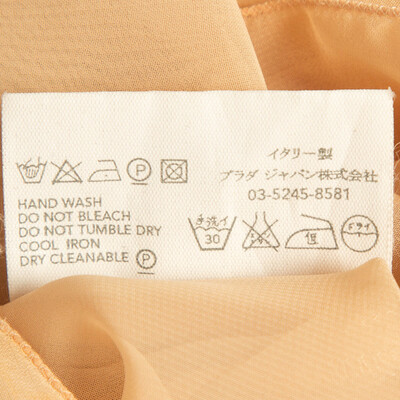 イタリー製
プラダ ジャパン株式会社
03-5245-8581
HAND WASH
DO NOT BLEACH
DO NOT TUMBLE DRY
COOL IRON
DRY CLEANABLE P
P
手洗イ
30
低
ドライ